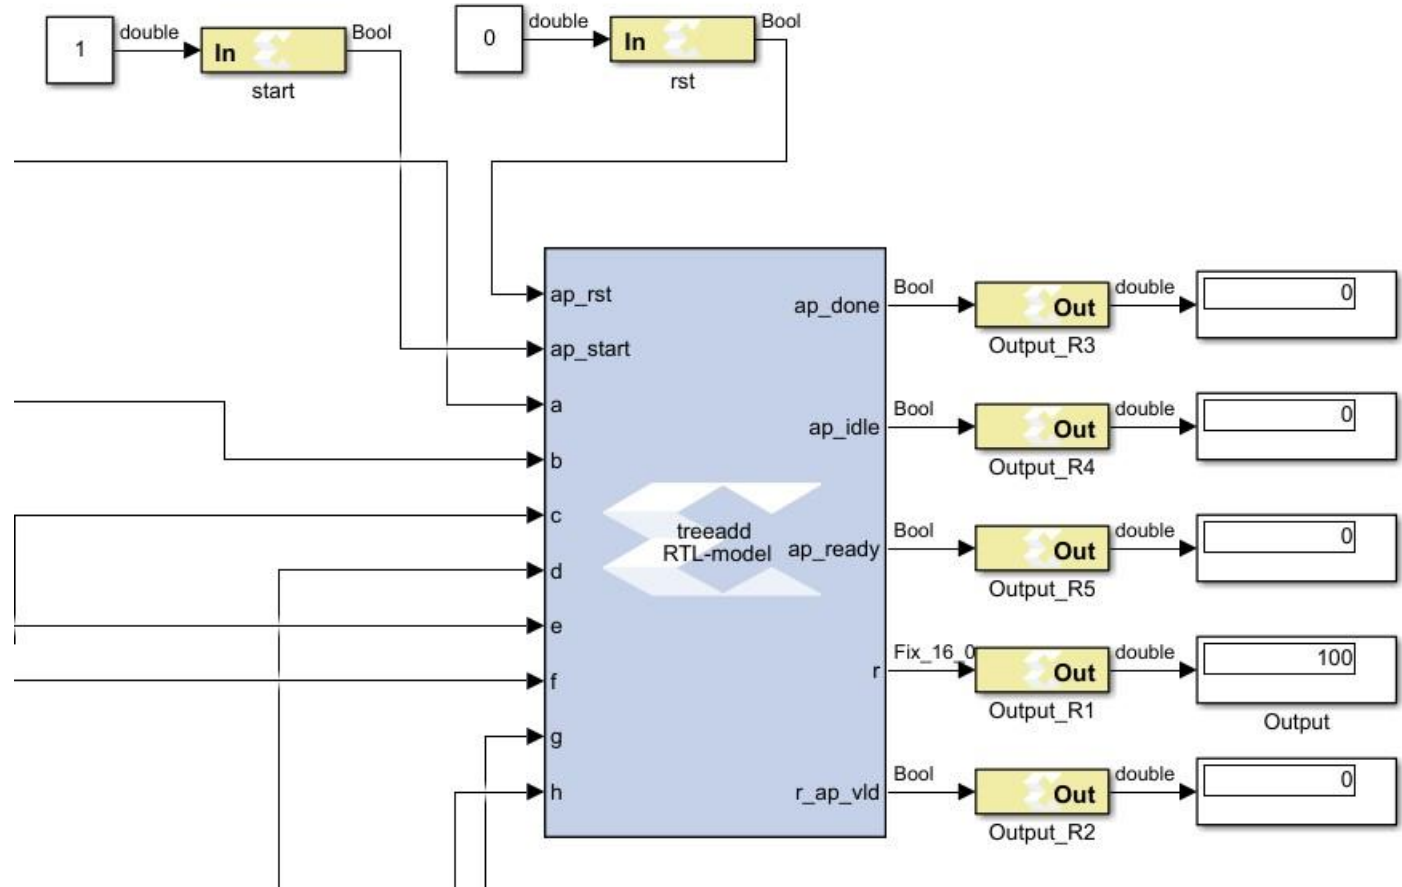 1
double
In
Bool
start
0
double
In
Bool
rst
ap_rst
ap_start
a
b
c
d
e
f
g
h
treeadd
RTL-model
ap_done
Bool
Out
double
0
Output_R3
ap_idle
Bool
Out
double
0
Output_R4
ap_ready
Bool
Out
double
0
Output_R5
r
Fix_16_0
Out
double
100
Output_R1
Output
r_ap_vld
Bool
Out
double
0
Output_R2